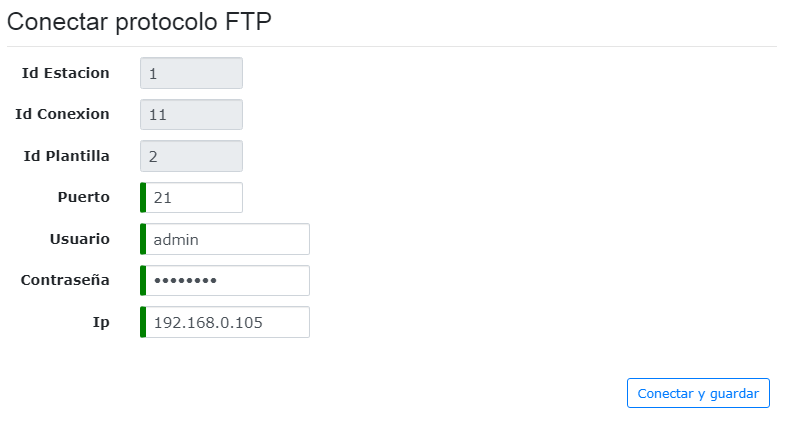 Conectar protocolo FTP
Id Estacion 1
Id Conexion 11
Id Plantilla 2
Puerto 21
Usuario admin
Contraseña ••••••••
Ip 192.168.0.105
Conectar y guardar